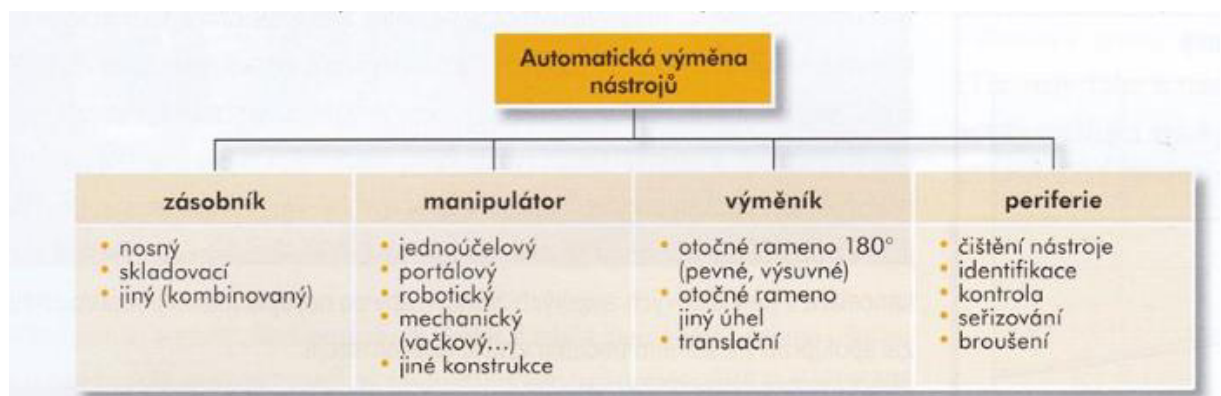 Automatická výměna
nástrojů
zásobník
• nosný
• skladovací
• jiný (kombinovaný)
manipulátor
• jednoúčelový
• portálový
• robotický
• mechanický
(vačkový...)
• jiné konstrukce
výměník
• otočné rameno 180°
(pevné, výsuvné)
• otočné rameno
• jiný úhel
• translační
periferie
• čištění nástroje
• identifikace
• kontrola
• seřizování
• broušení